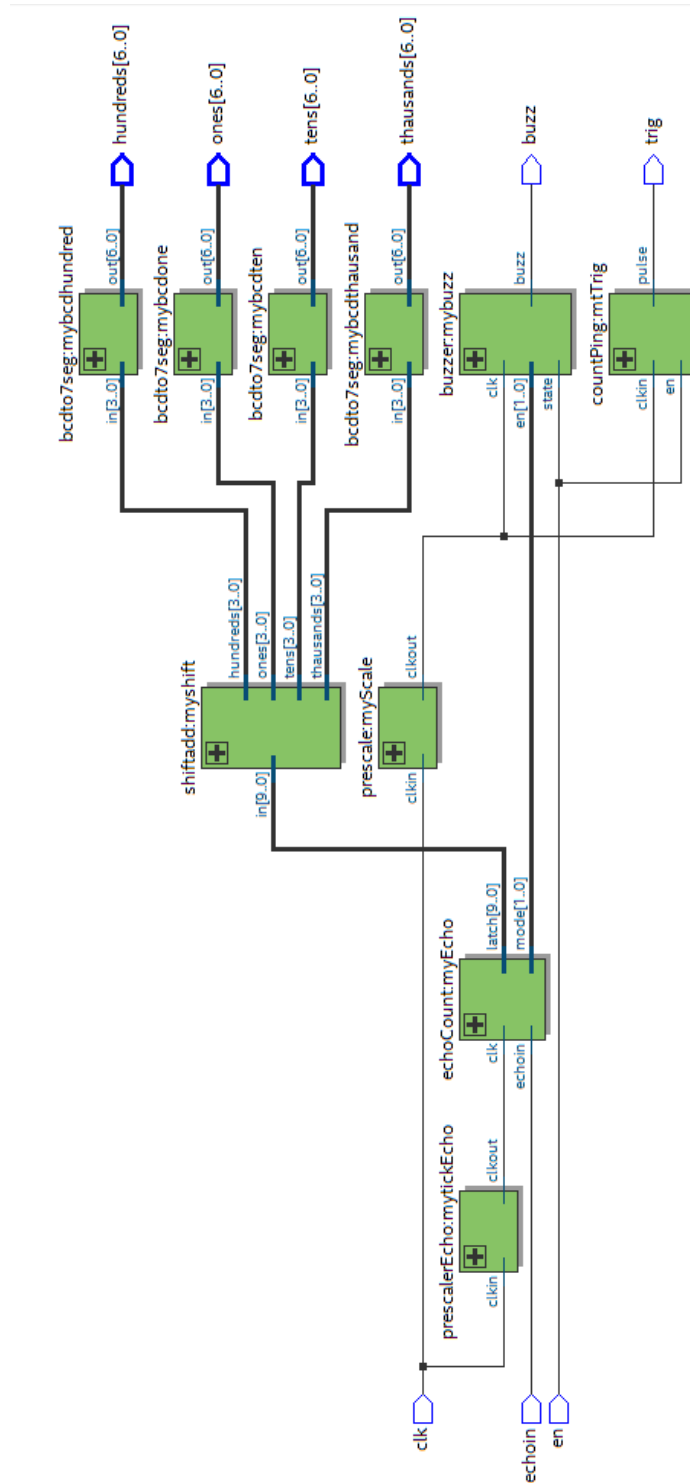 bcdto7seg:mybcdhundred
in[3..0]
out[6..0]
hundreds[6..0]
bcdto7seg:mybcdone
in[3..0]
out[6..0]
ones[6..0]
bcdto7seg:mybcdten
in[3..0]
out[6..0]
tens[6..0]
bcdto7seg:mybcdthausand
in[3..0]
out[6..0]
thausands[6..0]
shiftadd:myshift
in[9..0]
hundreds[3..0]
ones[3..0]
tens[3..0]
thausands[3..0]
prescale:myScale
clkin
clkout
buzzer:mybuzz
clk
en[1..0]
state
buzz
buzz
countPing:mtTrig
clkin
en
pulse
trig
echoCount:myEcho
clk
echoin
latch[9..0]
mode[1..0]
prescalerEcho:mytickEcho
clkin
clkout
clk
echoin
en